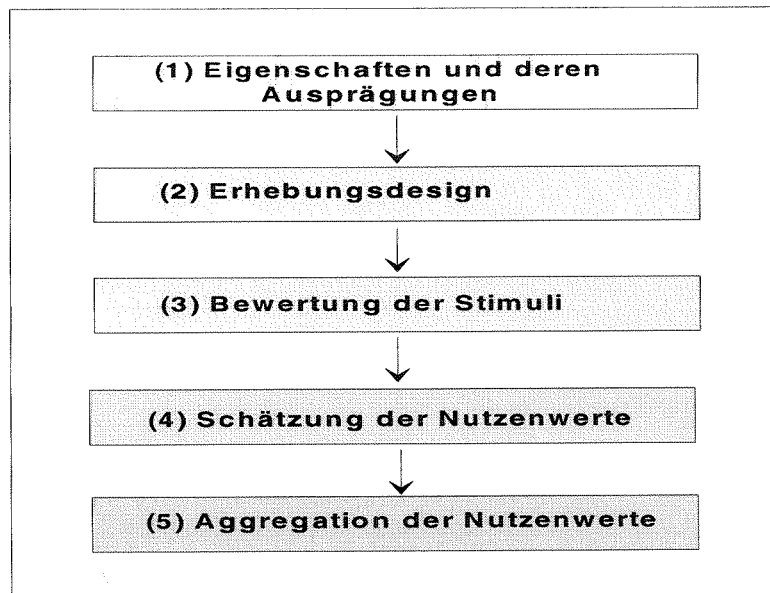 (1) Eigenschaften und deren
Ausprägungen
(2) Erhebungsdesign
(3) Bewertung der Stimuli
(4) Schätzung der Nutzenwerte
(5) Aggregation der Nutzenwerte